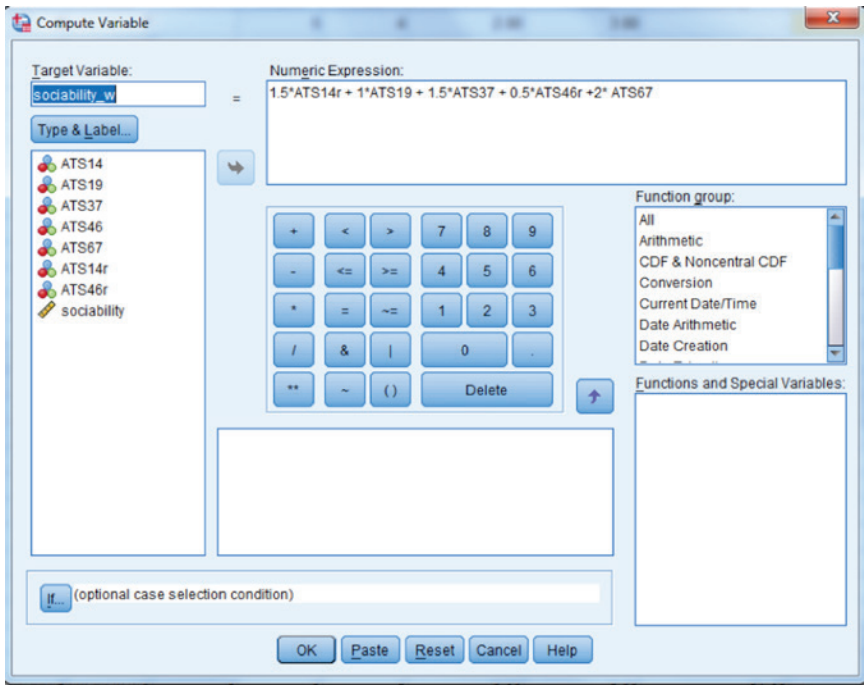 Compute Variable
Target Variable:
sociability_w
=
Numeric Expression:
1.5*ATS14r + 1*ATS19 + 1.5*ATS37 + 0.5*ATS46r +2* ATS67
Type & Label...
ATS14
ATS19
ATS37
ATS46
ATS67
ATS14r
ATS46r
sociability
+ < > 7 8 9
- <= >= 4 5 6
* = ~= 1 2 3
/ & | 0 .
** ~ ( ) Delete
Function group:
All
Arithmetic
CDF & Noncentral CDF
Conversion
Current Date/Time
Date Arithmetic
Date Creation
Functions and Special Variables:
If... (optional case selection condition)
OK Paste Reset Cancel Help